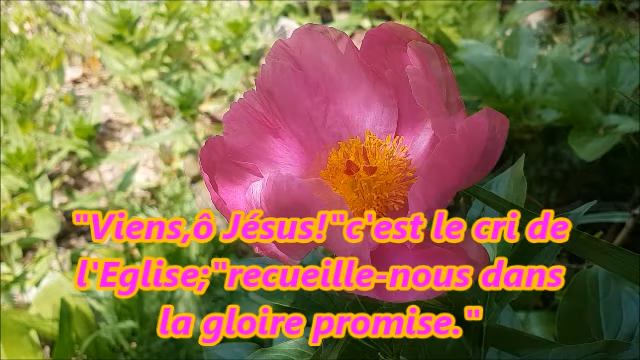 "Viens,ô Jésus!"c'est le cri de
l'Eglise;"recueille-nous dans
la gloire promise."